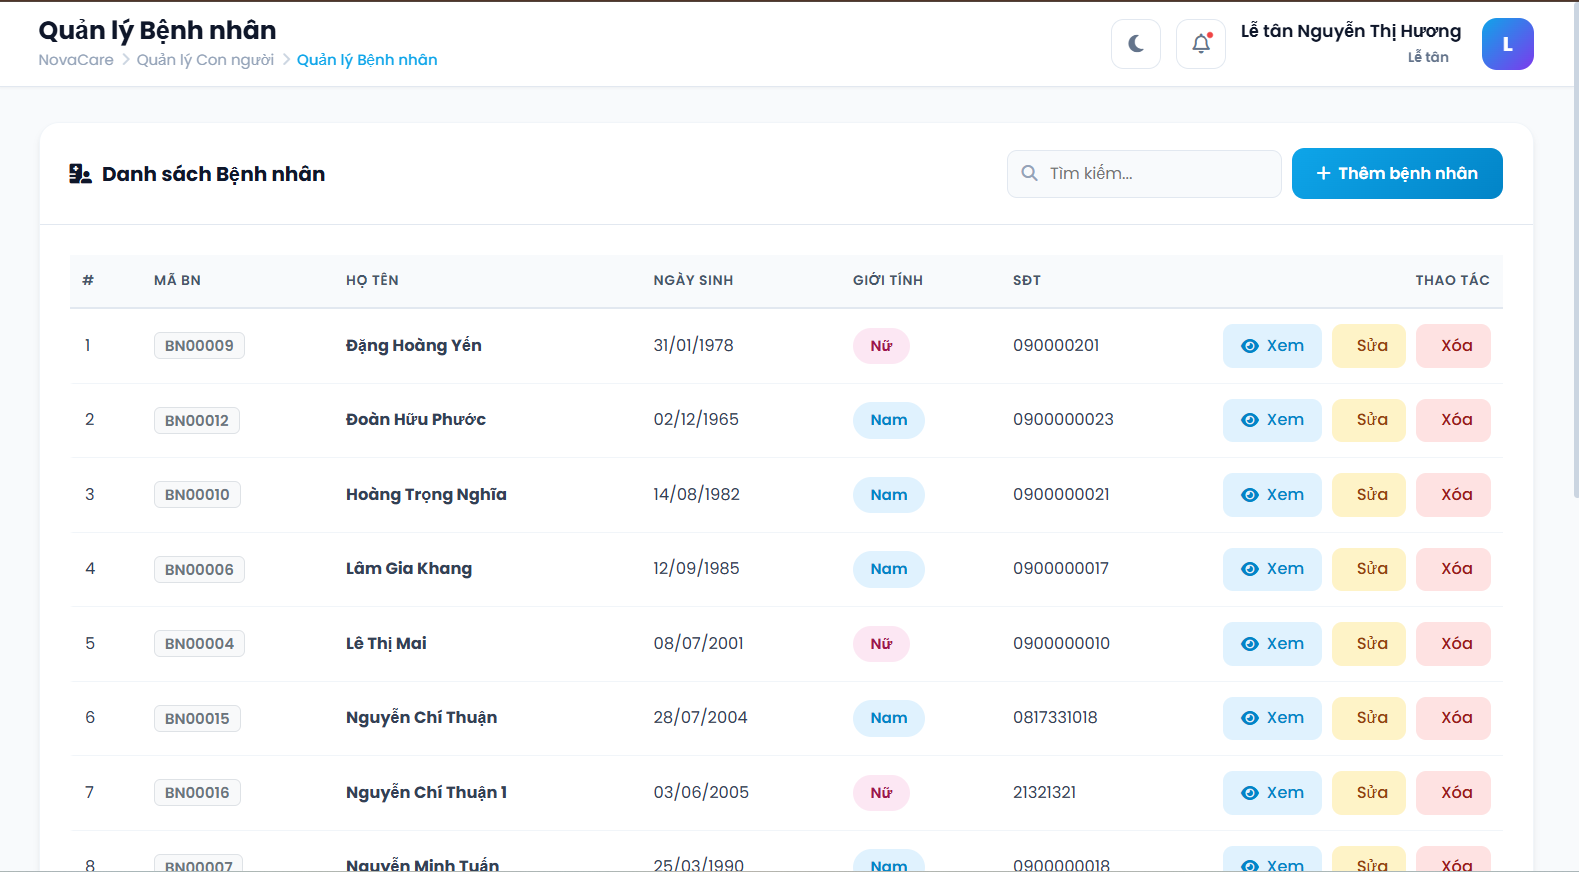 Quản lý Bệnh nhân
NovaCare > Quản lý Con người > Quản lý Bệnh nhân
Lễ tân Nguyễn Thị Hương
Lễ tân
L
Danh sách Bệnh nhân
Tìm kiếm...
+ Thêm bệnh nhân
# MÃ BN HỌ TÊN NGÀY SINH GIỚI TÍNH SĐT THAO TÁC
1 BN00009 Đặng Hoàng Yến 31/01/1978 Nữ 090000201 Xem Sửa Xóa
2 BN00012 Đoàn Hữu Phước 02/12/1965 Nam 0900000023 Xem Sửa Xóa
3 BN00010 Hoàng Trọng Nghĩa 14/08/1982 Nam 0900000021 Xem Sửa Xóa
4 BN00006 Lâm Gia Khang 12/09/1985 Nam 0900000017 Xem Sửa Xóa
5 BN00004 Lê Thị Mai 08/07/2001 Nữ 0900000010 Xem Sửa Xóa
6 BN00015 Nguyễn Chí Thuận 28/07/2004 Nam 0817331018 Xem Sửa Xóa
7 BN00016 Nguyễn Chí Thuận 1 03/06/2005 Nữ 21321321 Xem Sửa Xóa
8 BN00007 Nguyễn Minh Tuấn 25/03/1990 Nam 0900000018 Xem Sửa Xóa